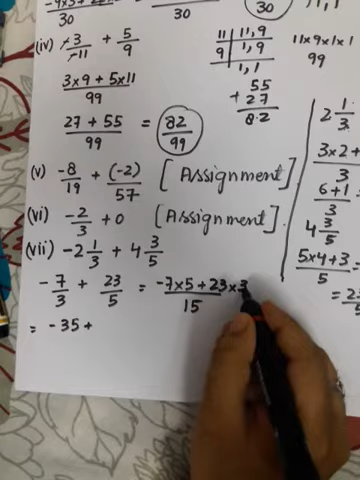 30
30
30
(iv) -3/-11 + 5/9
3×9 + 5×11 / 99
27 + 55 / 99 = 82/99
11 | 11, 9
9 | 1, 9
1, 1
11×9×1×1
99
55
+ 27
82
(v) -8/19 + (-2)/57 [Assignment]
(vi) -2/3 + 0 [Assignment]
(vii) -2 1/3 + 4 3/5
-7/3 + 23/5 = -7×5 + 23×3 / 15
= -35 +
2 1/3
3×2+ / 3
6+1 / 3
4 3/5
5×4+3 / 5 =